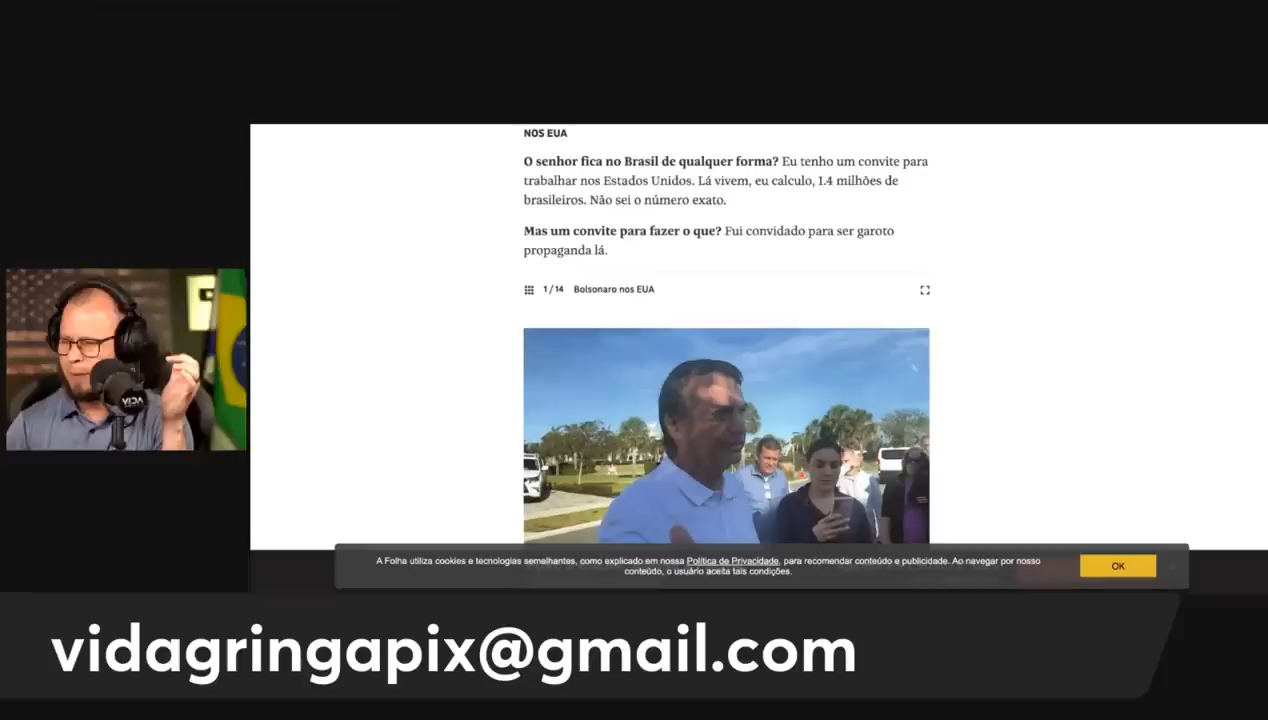 NOS EUA
O senhor fica no Brasil de qualquer forma? Eu tenho um convite para
trabalhar nos Estados Unidos. Lá vivem, eu calculo, 1.4 milhões de
brasileiros. Não sei o número exato.
Mas um convite para fazer o que? Fui convidado para ser garoto
propaganda lá.
1/14 Bolsonaro nos EUA
VIDA
A Folha utiliza cookies e tecnologias semelhantes, como explicado em nossa Política de Privacidade, para recomendar conteúdo e publicidade. Ao navegar por nosso
conteúdo, o usuário aceita tais condições.
OK
vidagringapix@gmail.com